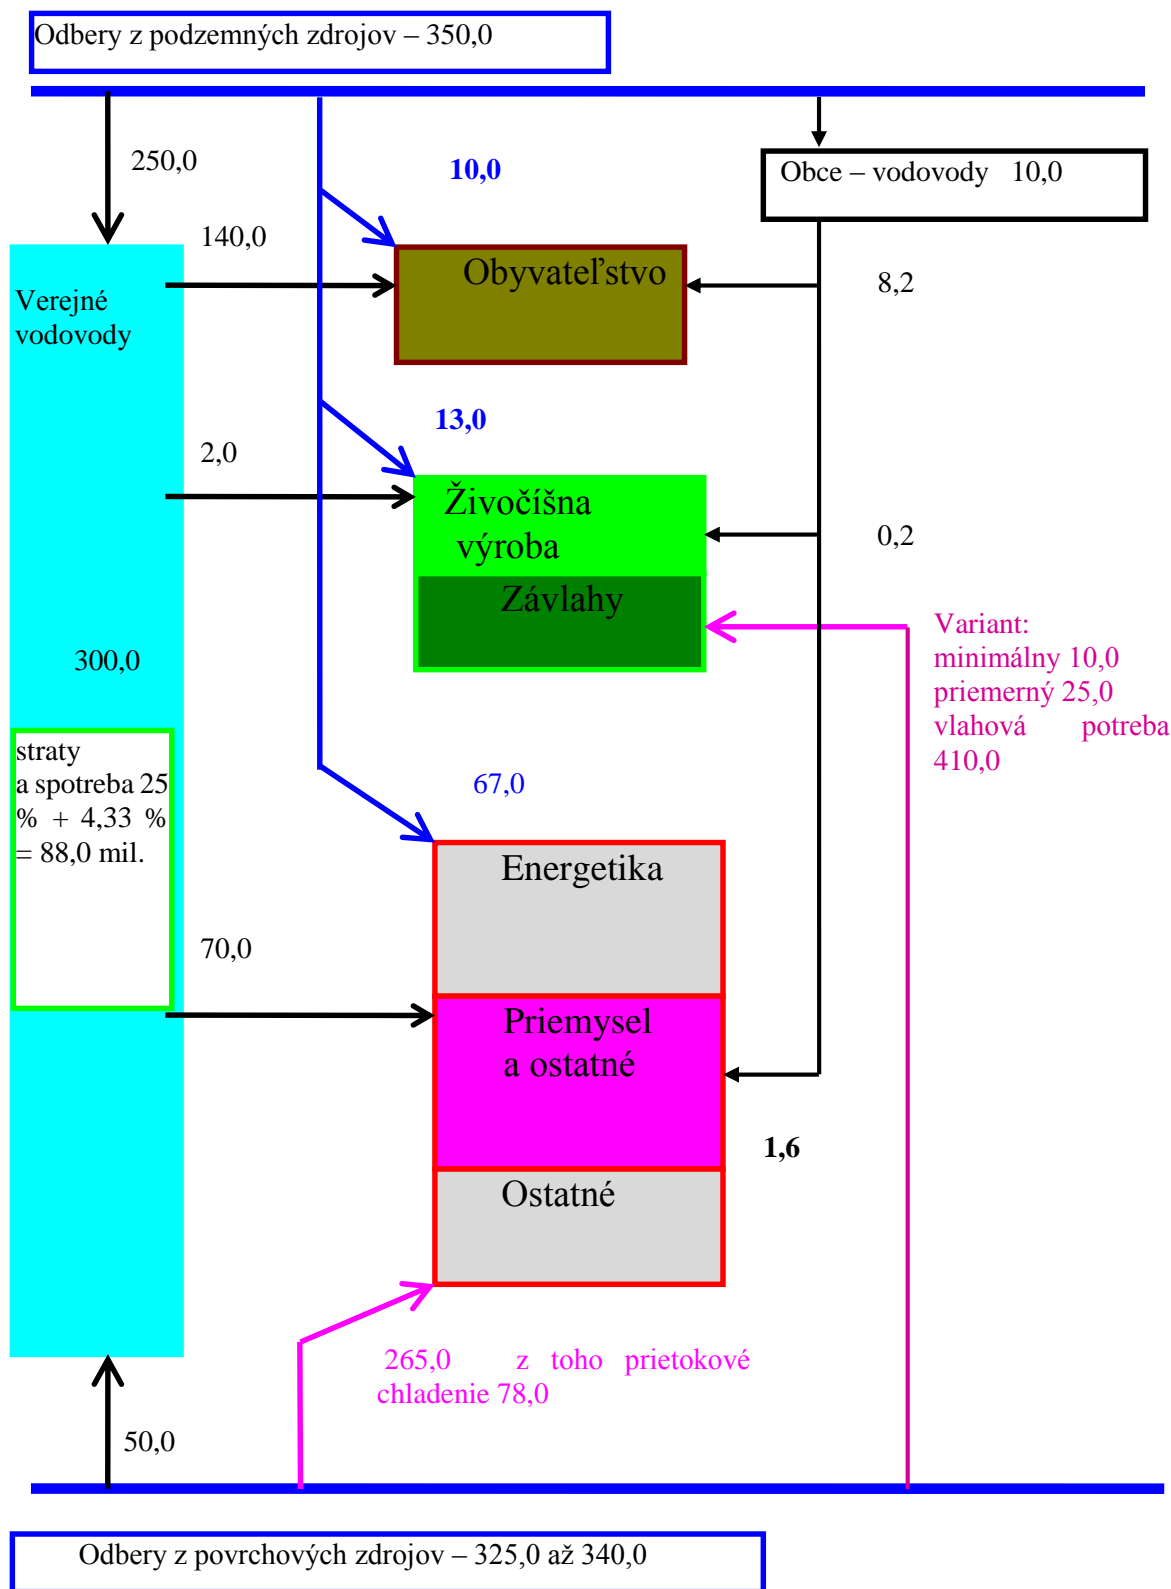 Odbery z podzemných zdrojov – 350,0
250,0
10,0
Obce – vodovody 10,0
140,0
Obyvateľstvo
8,2
Verejné
vodovody
13,0
2,0
Živočíšna
výroba
0,2
Závlahy
Variant:
minimálny 10,0
priemerný 25,0
vlahová potreba
410,0
300,0
straty
a spotreba 25
% + 4,33 %
= 88,0 mil.
67,0
Energetika
70,0
Priemysel
a ostatné
1,6
Ostatné
265,0 z toho prietokové
chladenie 78,0
50,0
Odbery z povrchových zdrojov – 325,0 až 340,0